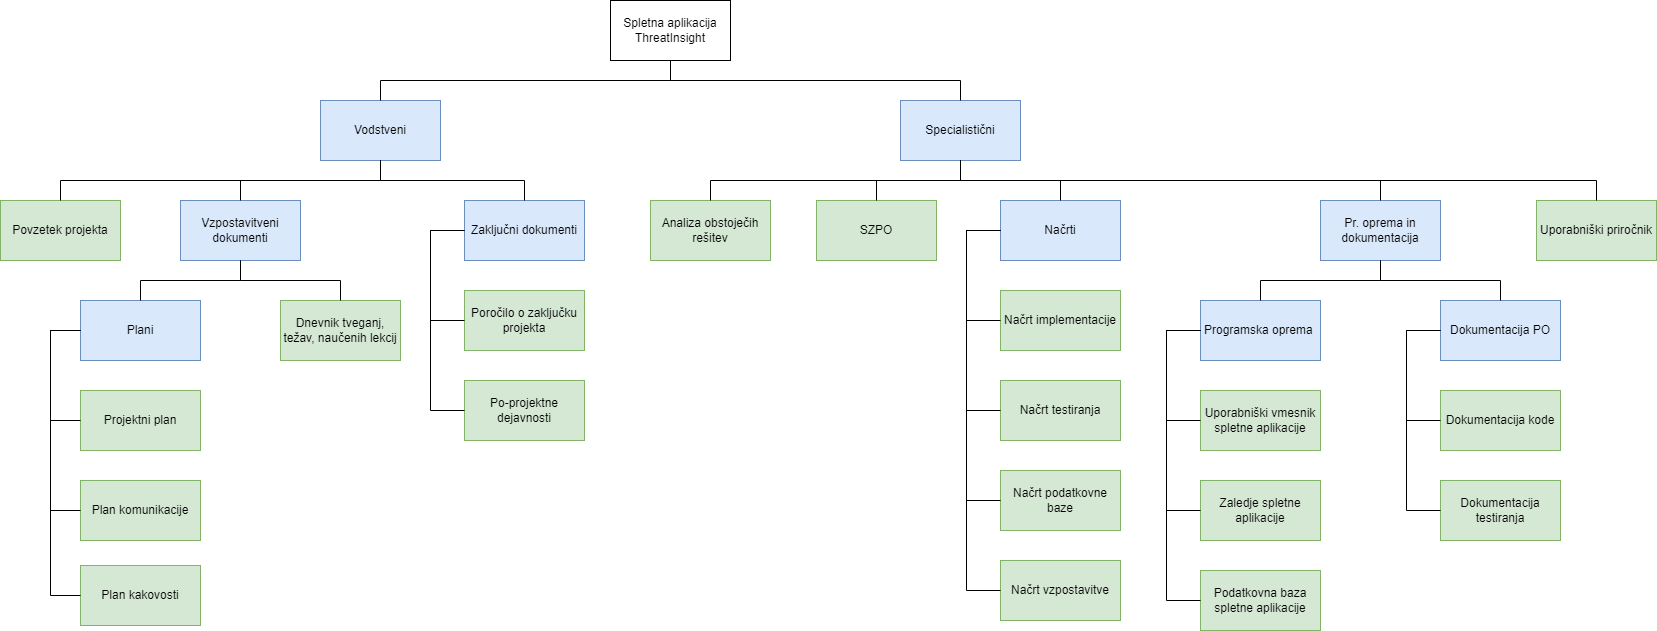 Spletna aplikacija
ThreatInsight
Vodstveni
Specialistični
Povzetek projekta
Vzpostavitveni
dokumenti
Zaključni dokumenti
Analiza obstoječih
rešitev
SZPO
Načrti
Pr. oprema in
dokumentacija
Uporabniški priročnik
Plani
Dnevnik tveganj,
težav, naučenih lekcij
Poročilo o zaključku
projekta
Načrt implementacije
Programska oprema
Dokumentacija PO
Projektni plan
Po-projektne
dejavnosti
Načrt testiranja
Uporabniški vmesnik
spletne aplikacije
Dokumentacija kode
Plan komunikacije
Načrt podatkovne
baze
Zaledje spletne
aplikacije
Dokumentacija
testiranja
Plan kakovosti
Načrt vzpostavitve
Podatkovna baza
spletne aplikacije